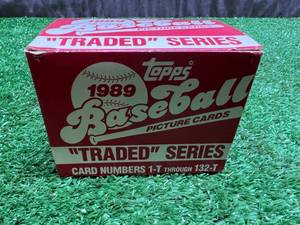 "TRADED" SERIES
topps
1989
Baseball
PICTURE CARDS
"TRADED" SERIES
CARD NUMBERS 1-T THROUGH 132-T